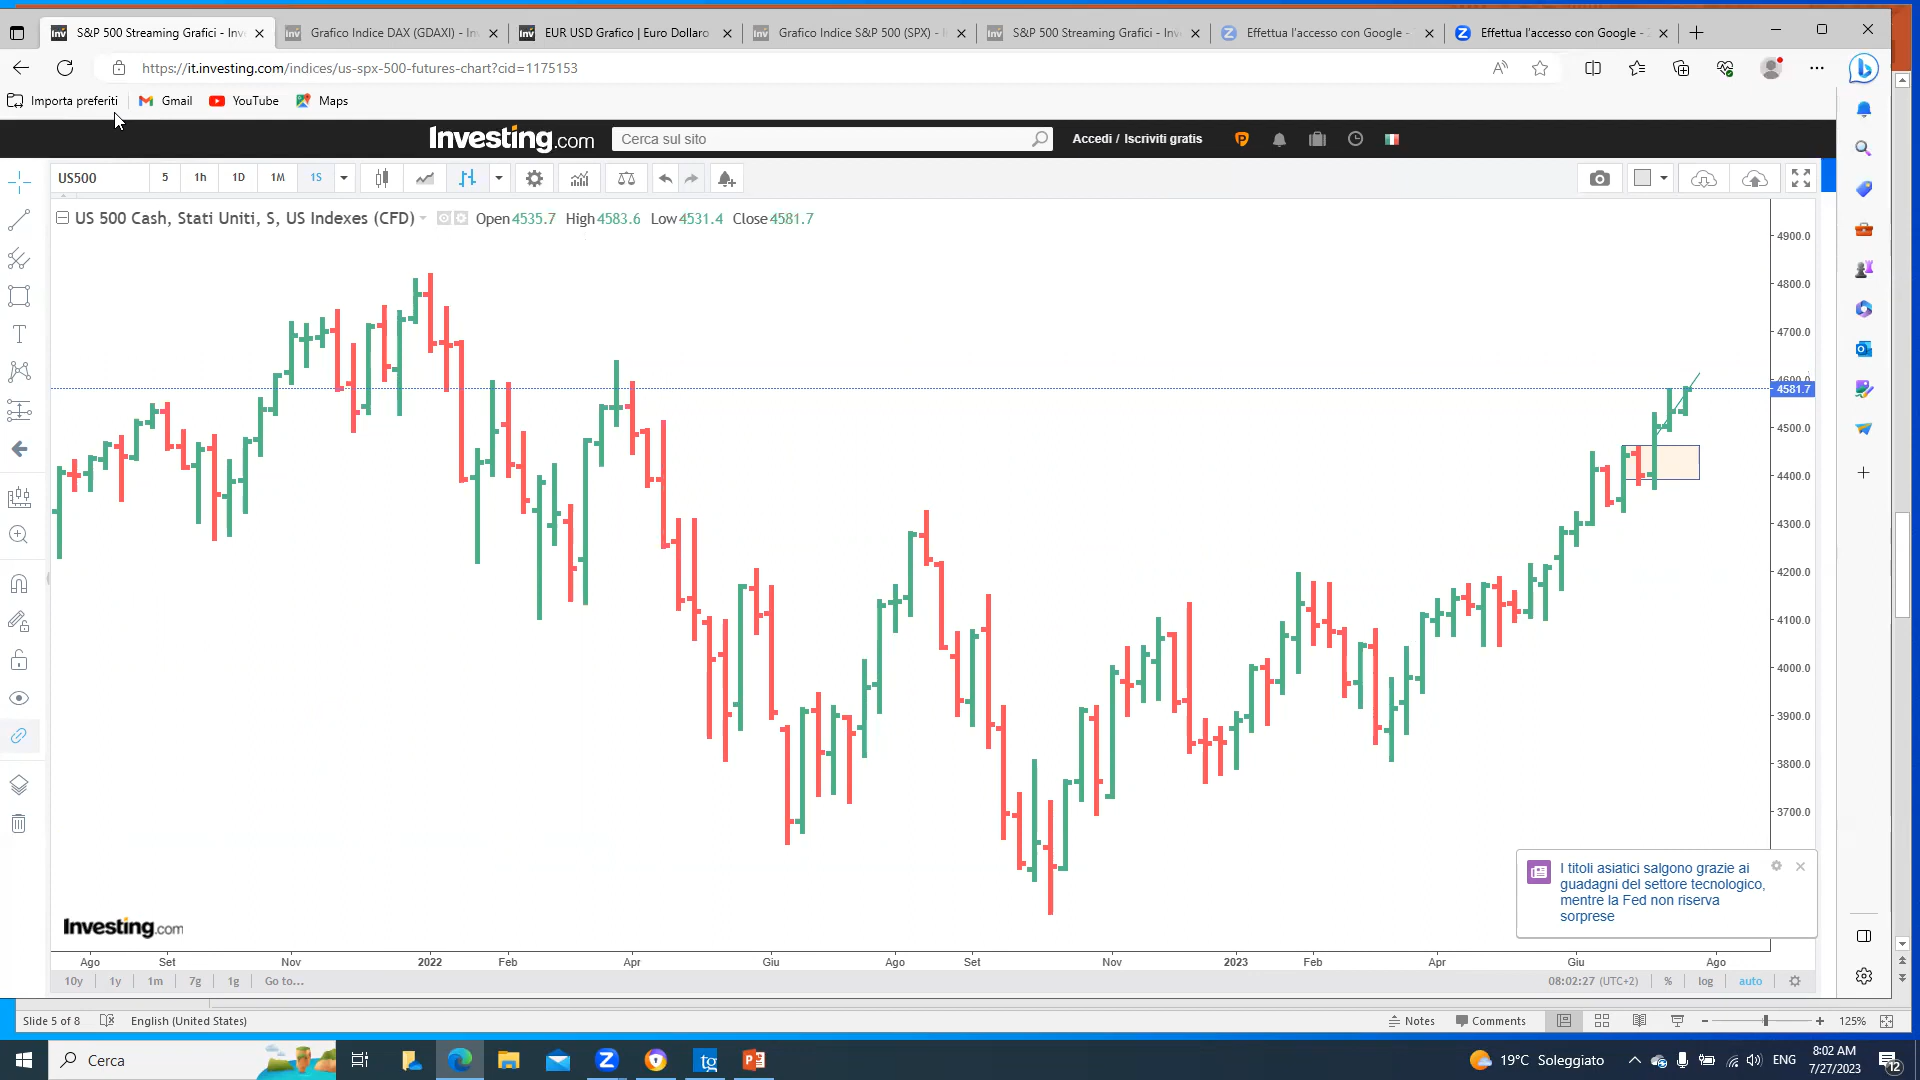 S&P 500 Streaming Grafici - Inv
Grafico Indice DAX (GDAXI) - Inv
EUR USD Grafico | Euro Dollaro
Grafico Indice S&P 500 (SPX) - I
S&P 500 Streaming Grafici - Inve
Effettua l'accesso con Google -
Effettua l'accesso con Google -
https://it.investing.com/indices/us-spx-500-futures-chart?cid=1175153
Importa preferiti
Gmail
YouTube
Maps
Investing.com
Cerca sul sito
Accedi / Iscriviti gratis
US500
5
1h
1D
1M
1S
US 500 Cash, Stati Uniti, S, US Indexes (CFD)
Open 4535.7 High 4583.6 Low 4531.4 Close 4581.7
4900.0
4800.0
4700.0
4600.0
4581.7
4500.0
4400.0
4300.0
4200.0
4100.0
4000.0
3900.0
3800.0
3700.0
I titoli asiatici salgono grazie ai
guadagni del settore tecnologico,
mentre la Fed non riserva
sorprese
Investing.com
Ago Set Nov 2022 Feb Apr Giu Ago Set Nov 2023 Feb Apr Giu Ago
10y 1y 1m 7g 1g Go to...
08:02:27 (UTC+2) % log auto
Slide 5 of 8
English (United States)
Notes
Comments
125%
Cerca
tg
19°C Soleggiato
ENG
8:02 AM
7/27/2023
12